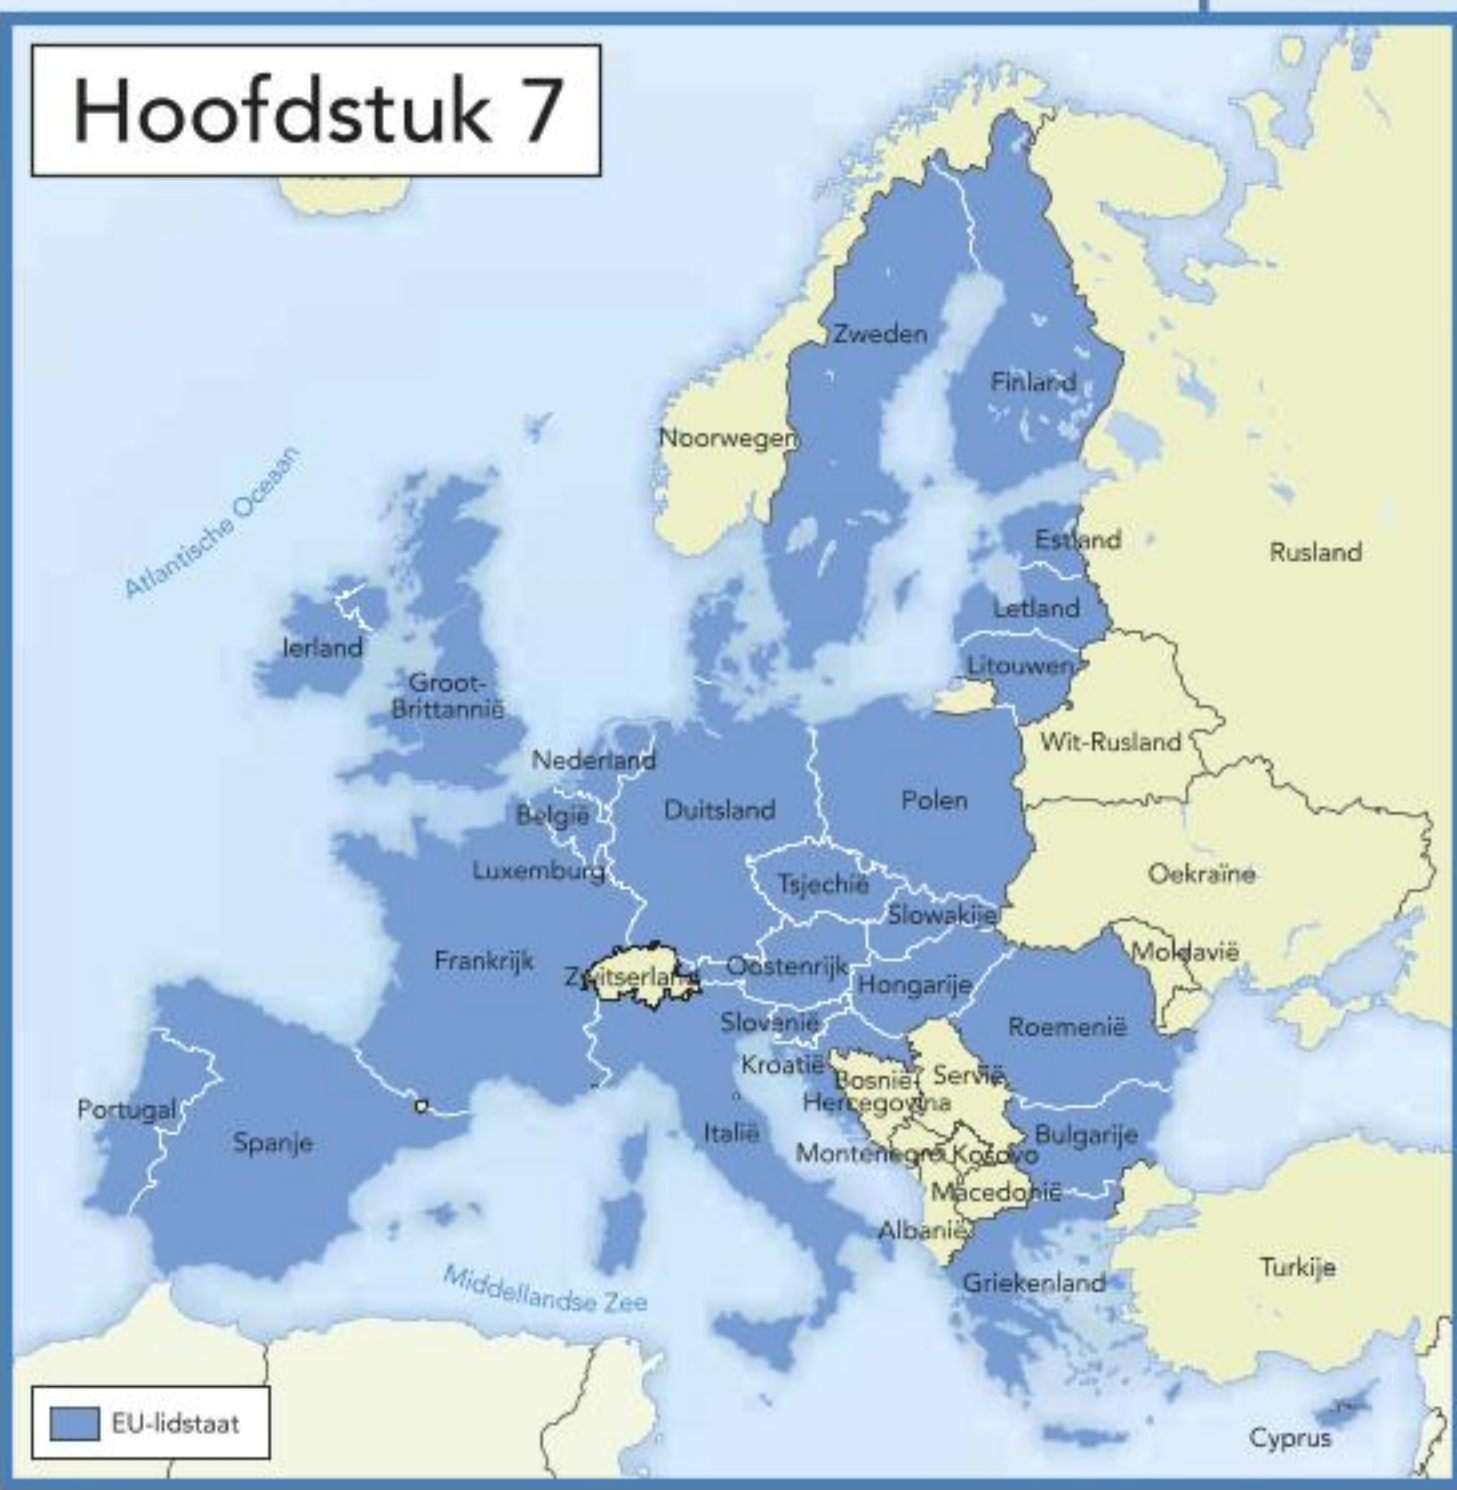 Hoofdstuk 7
Zweden
Finland
Noorwegen
Atlantische Oceaan
Estland
Rusland
Letland
Ierland
Litouwen
Groot-
Brittannië
Wit-Rusland
Nederland
Polen
Duitsland
België
Luxemburg
Tsjechië
Oekraïne
Slowakije
Moldavië
Frankrijk
Oostenrijk
Zwitserland
Hongarije
Slovenië
Roemenië
Kroatië
Bosnië-
Hercegovina
Servië
Portugal
Spanje
Italië
Bulgarije
Montenegro
Kosovo
Macedonië
Albanië
Turkije
Griekenland
Middellandse Zee
EU-lidstaat
Cyprus